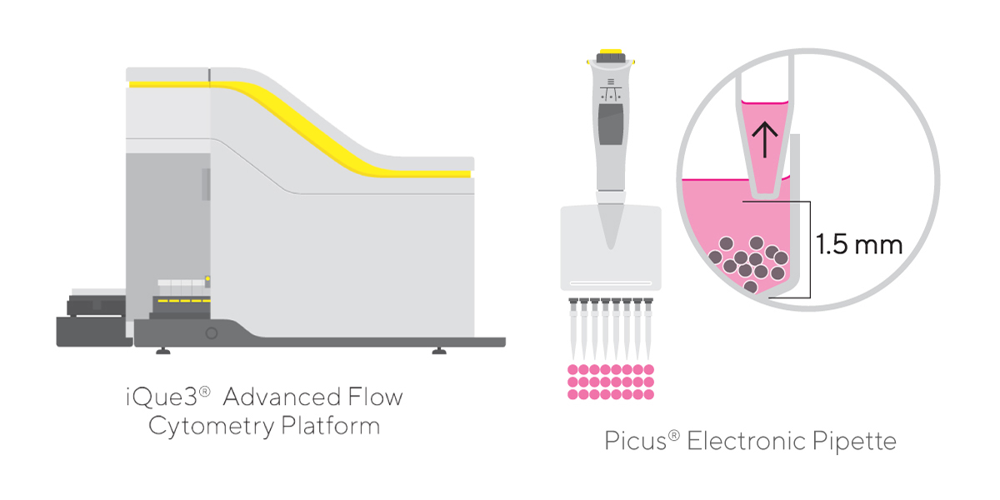 iQue3® Advanced Flow
Cytometry Platform
1.5 mm
Picus® Electronic Pipette